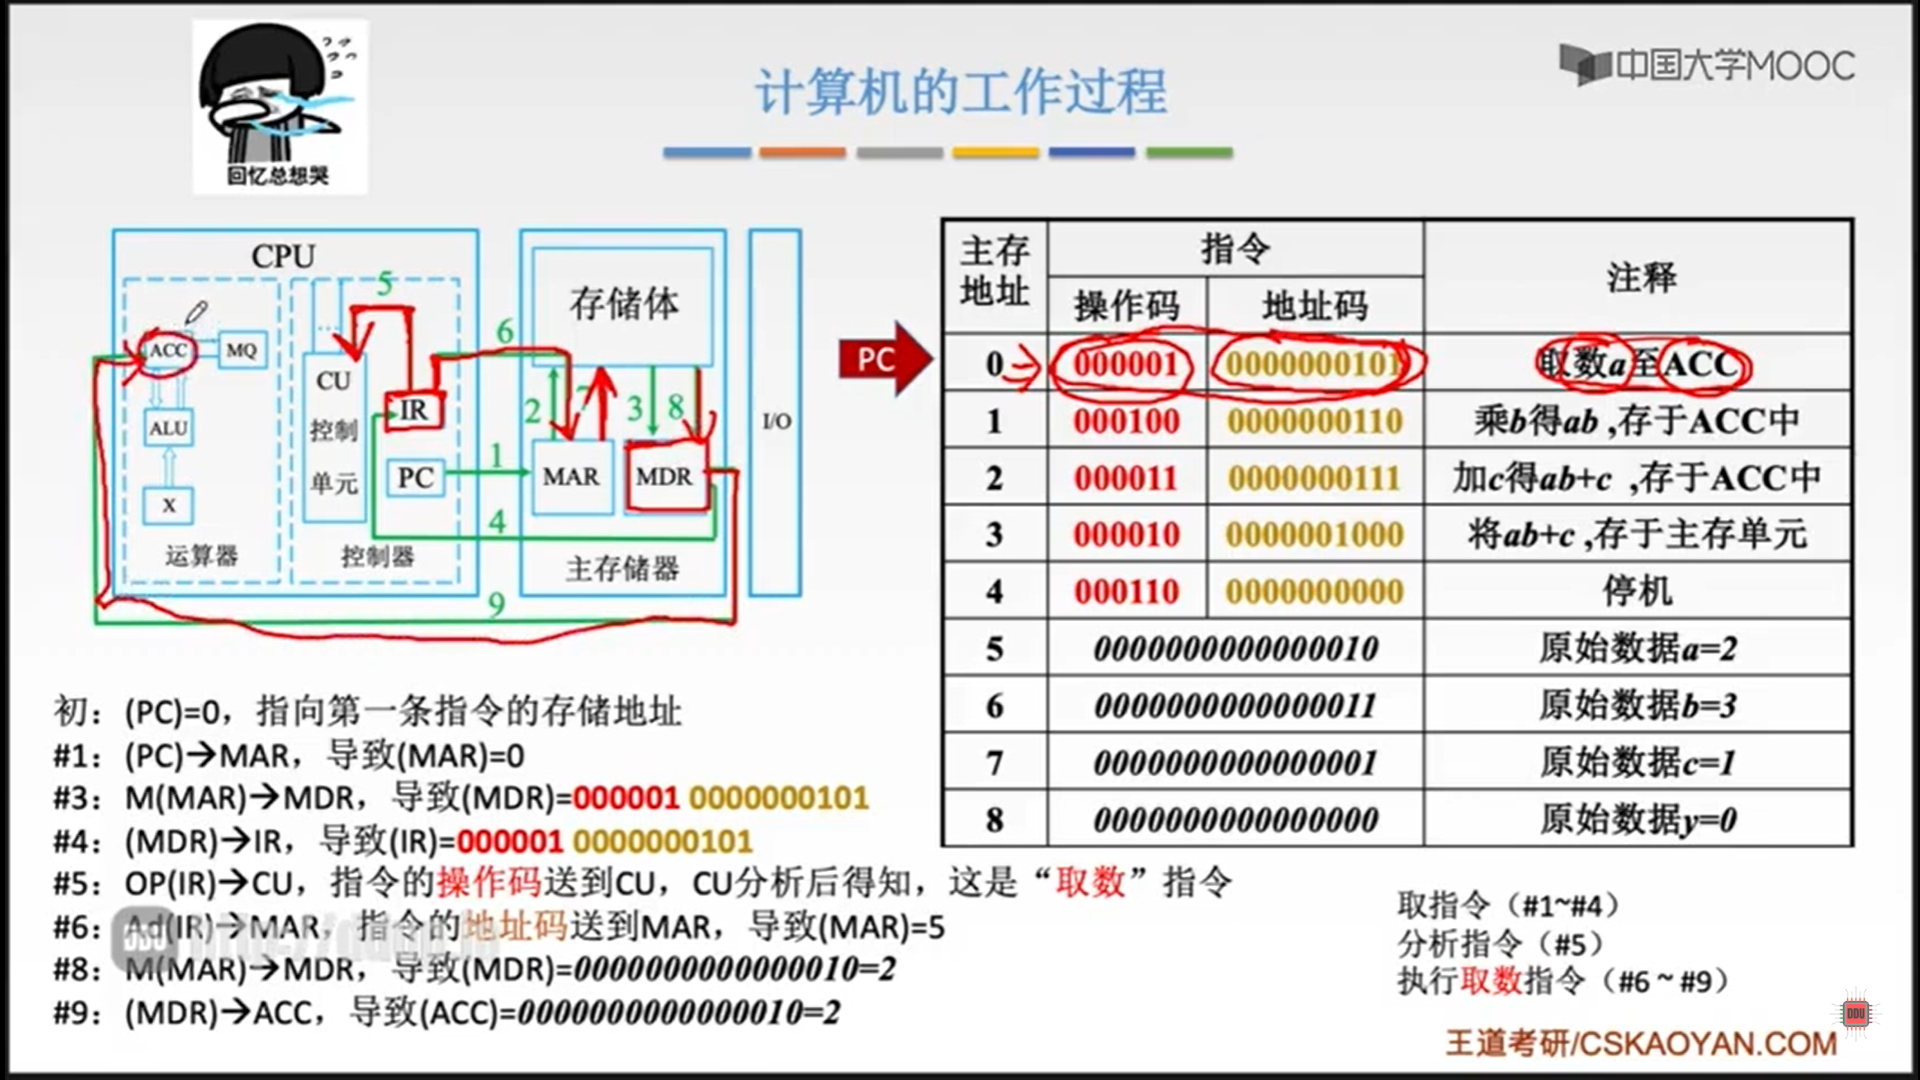 回忆总想哭
计算机的工作过程
中国大学MOOC
CPU
ACC
MQ
ALU
X
运算器
CU
控制
单元
IR
PC
控制器
存储体
MAR
MDR
主存储器
I/O
5
6
2
7
3
8
1
4
9
PC
主存地址 指令 注释
操作码 地址码
0 000001 0000000101 取数a至ACC
1 000100 0000000110 乘b得ab ,存于ACC中
2 000011 0000000111 加c得ab+c ,存于ACC中
3 000010 0000001000 将ab+c ,存于主存单元
4 000110 0000000000 停机
5 0000000000000010 原始数据a=2
6 0000000000000011 原始数据b=3
7 0000000000000001 原始数据c=1
8 0000000000000000 原始数据y=0
初：(PC)=0，指向第一条指令的存储地址
#1：(PC)→MAR，导致(MAR)=0
#3：M(MAR)→MDR，导致(MDR)=000001 0000000101
#4：(MDR)→IR，导致(IR)=000001 0000000101
#5：OP(IR)→CU，指令的操作码送到CU，CU分析后得知，这是“取数”指令
#6：Ad(IR)→MAR，指令的地址码送到MAR，导致(MAR)=5
#8：M(MAR)→MDR，导致(MDR)=0000000000000010=2
#9：(MDR)→ACC，导致(ACC)=0000000000000010=2
取指令（#1~#4）
分析指令（#5）
执行取数指令（#6 ~ #9）
DDU
王道考研/CSKAOYAN.COM